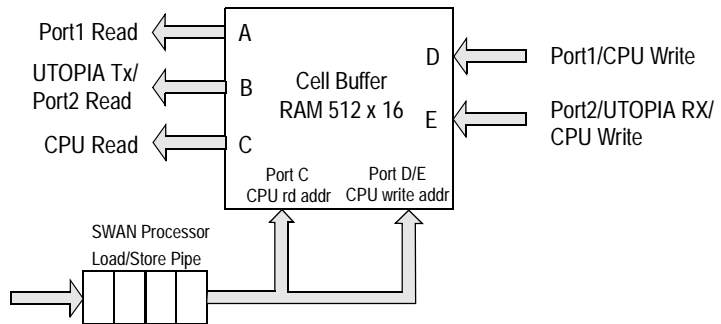 Port1 Read
A
D
Port1/CPU Write
UTOPIA Tx/
Port2 Read
B
Cell Buffer
RAM 512 x 16
E
Port2/UTOPIA RX/
CPU Write
CPU Read
C
Port C
CPU rd addr
Port D/E
CPU write addr
SWAN Processor
Load/Store Pipe